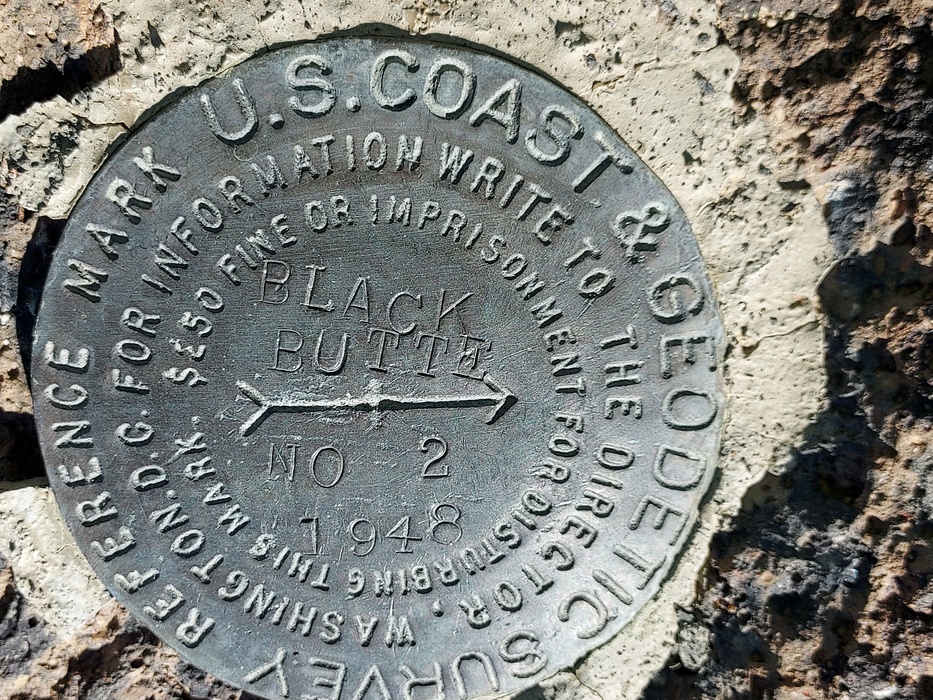 U.S. COAST & GEODETIC SURVEY
REFERENCE MARK
FOR INFORMATION WRITE TO THE DIRECTOR, WASHINGTON. D.C.
$250 FINE OR IMPRISONMENT FOR DISTURBING THIS MARK.
BLACK
BUTTE
NO 2
1948